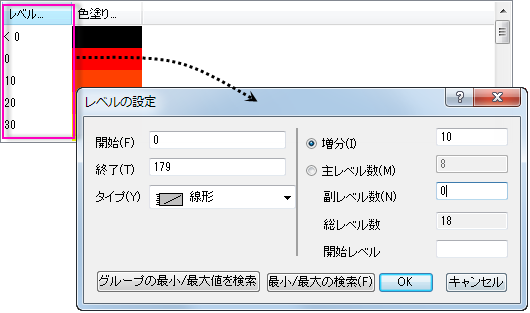 レベル... 色塗り...
< 0
0
10
20
30
レベルの設定 ?
開始(F) 0
終了(T) 179
タイプ(Y) 線形
増分(I) 10
主レベル数(M) 8
副レベル数(N) 0
総レベル数 18
開始レベル
グループの最小/最大値を検索 最小/最大の検索(F) OK キャンセル